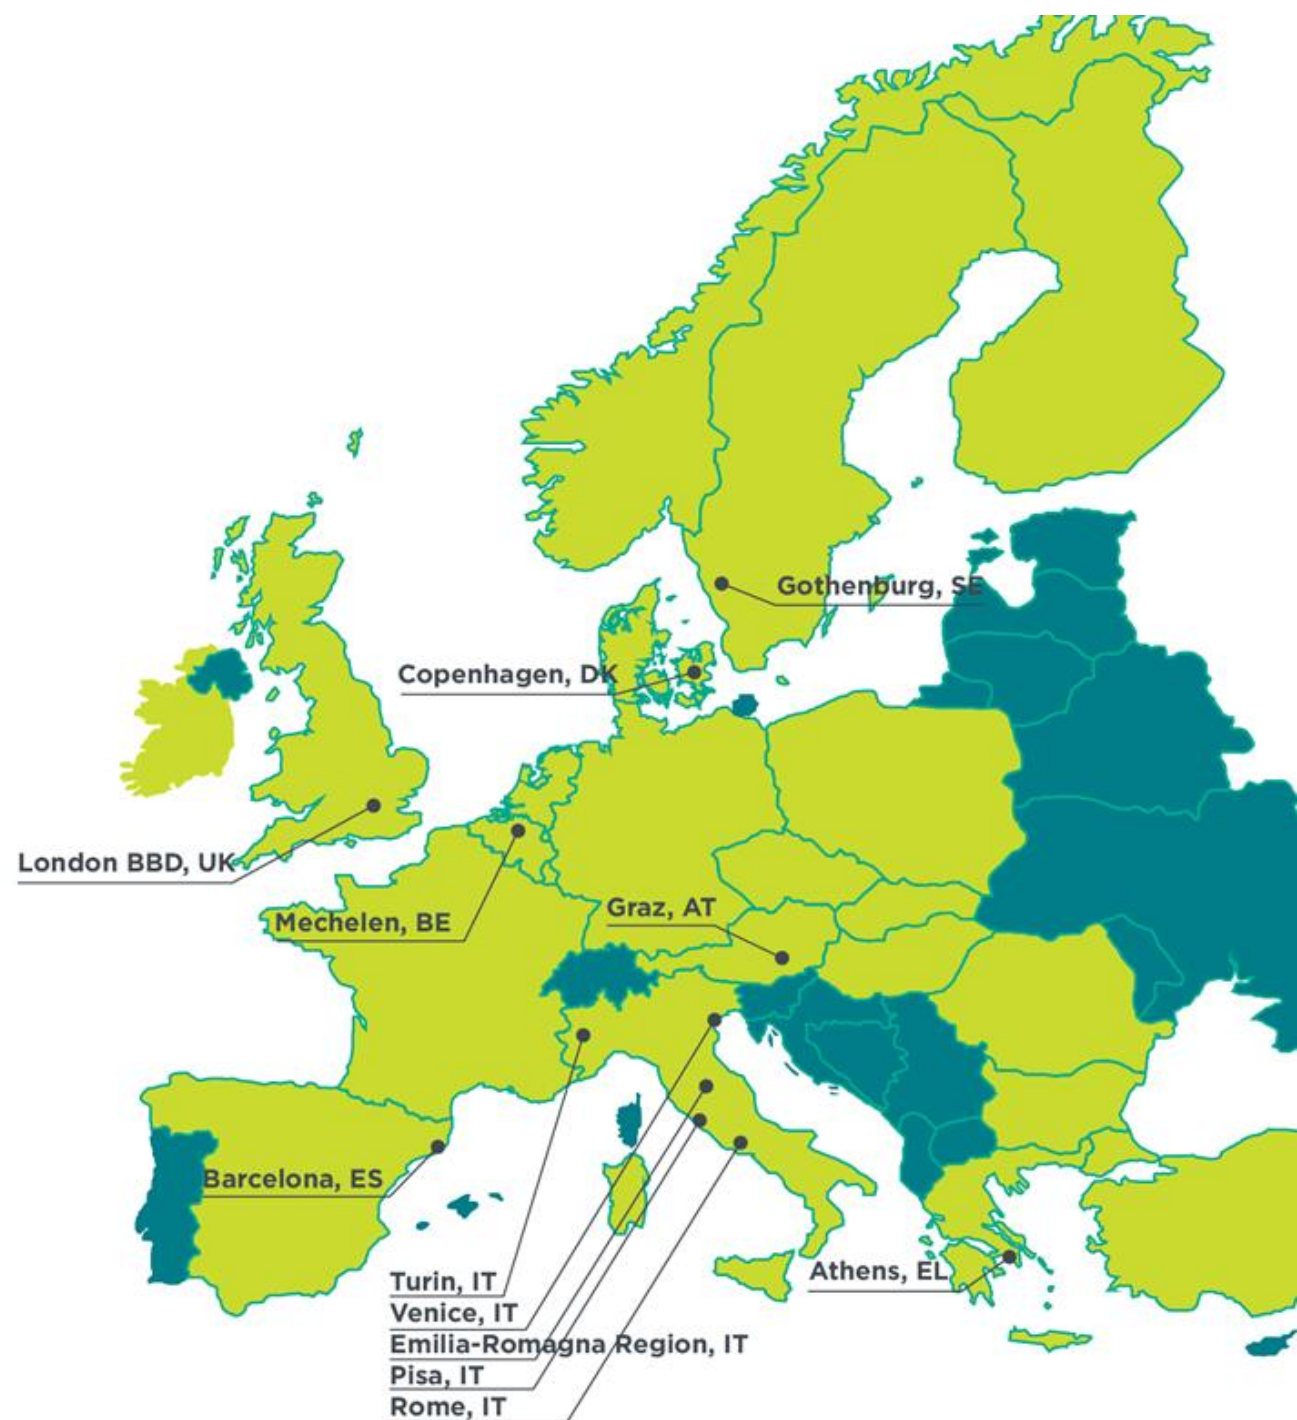 Gothenburg, SE
Copenhagen, DK
London BBD, UK
Mechelen, BE
Graz, AT
Barcelona, ES
Athens, EL
Turin, IT
Venice, IT
Emilia-Romagna Region, IT
Pisa, IT
Rome, IT